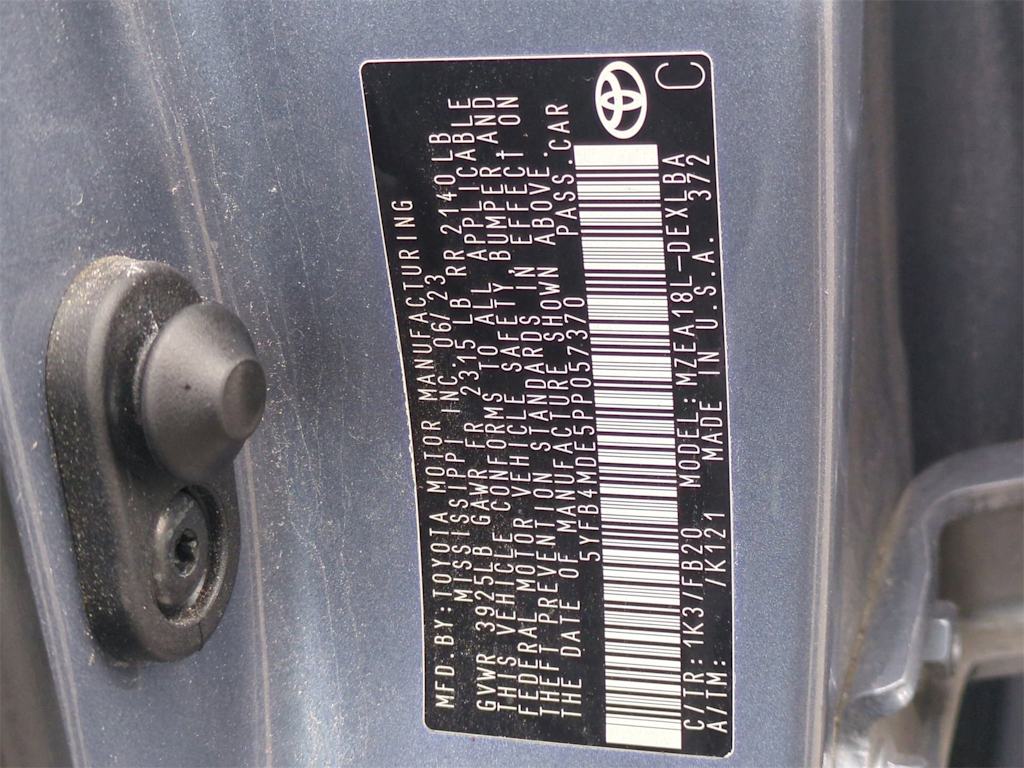 MFD.BY:TOYOTA MOTOR MANUFACTURING
MISSISSIPPI INC. 06/23
GVWR 3925LB GAWR FR 2315 LB RR 2140 LB
THIS VEHICLE CONFORMS TO ALL APPLICABLE
FEDERAL MOTOR VEHICLE SAFETY, BUMPER AND
THEFT PREVENTION STANDARDS IN EFFECT ON
THE DATE OF MANUFACTURE SHOWN ABOVE.
5YFB4MDE5PP057370 PASS.CAR
C/TR:1K3/FB20 MODEL:MZEA18L-DEXLBA
A/TM: /K121 MADE IN U.S.A. 372
C